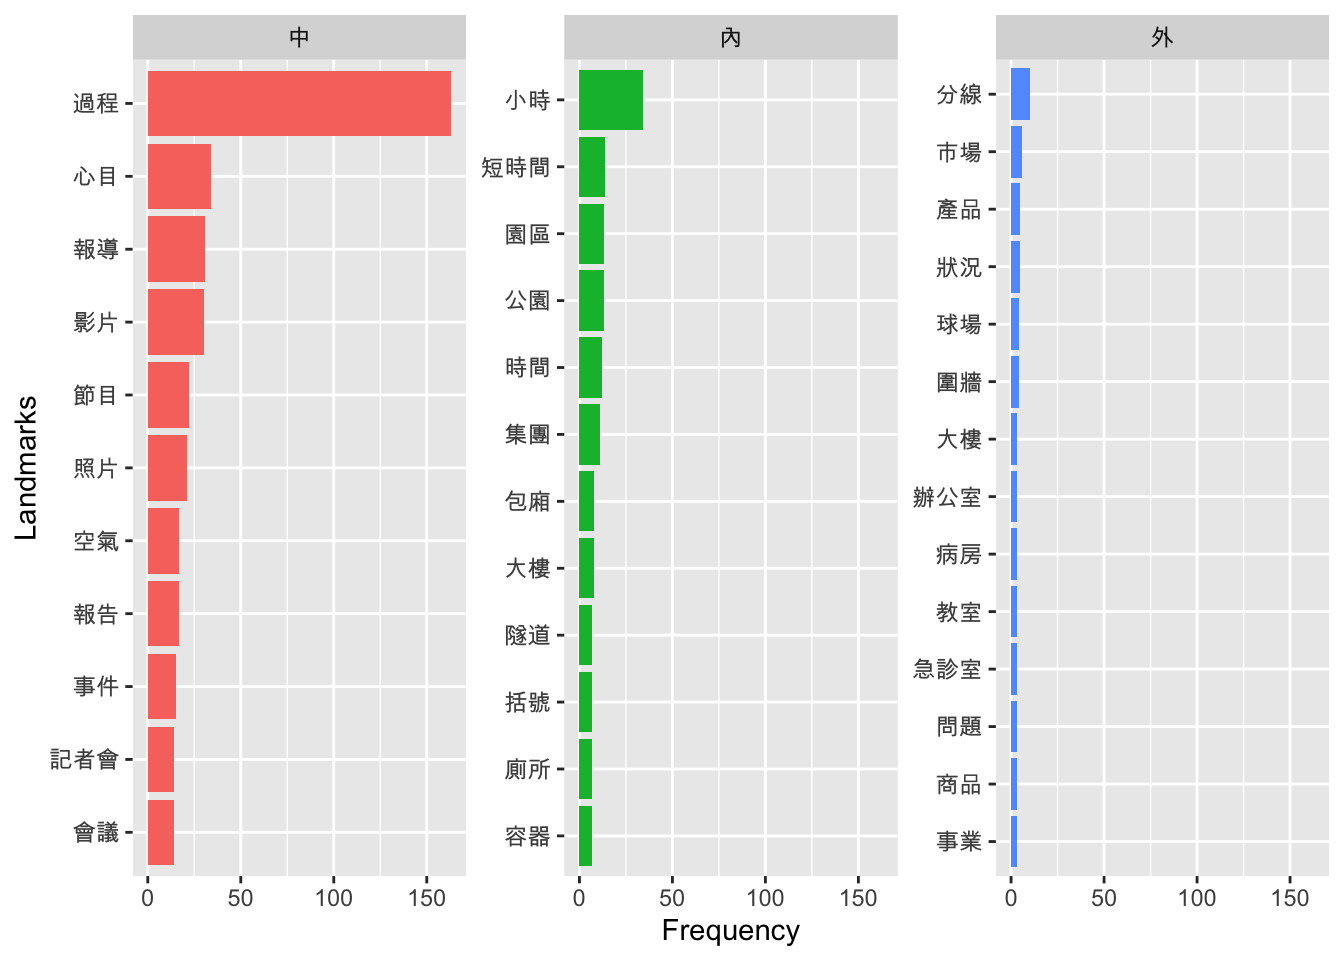 中
內
外
Landmarks
過程
心目
報導
影片
節目
照片
空氣
報告
事件
記者會
會議
0 50 100 150
小時
短時間
園區
公園
時間
集團
包廂
大樓
隧道
括號
廁所
容器
0 50 100 150
分線
市場
產品
狀況
球場
圍牆
大樓
辦公室
病房
教室
急診室
問題
商品
事業
0 50 100 150
Frequency